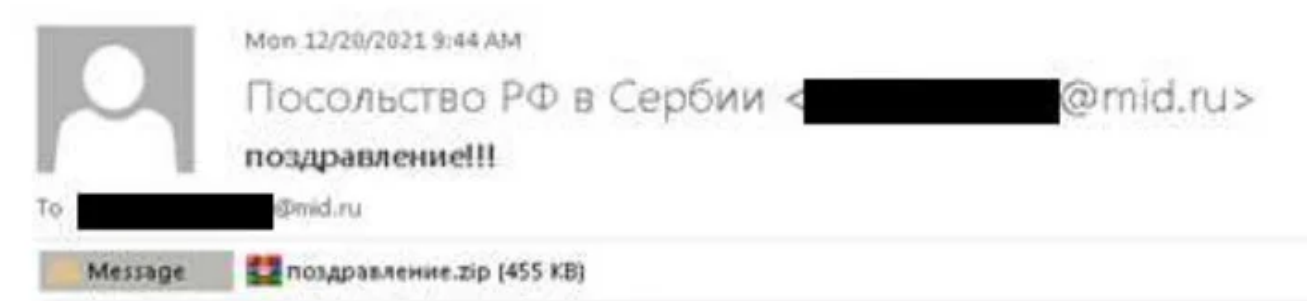 Mon 12/20/2021 9:44 AM
Посольство РФ в Сербии <@mid.ru>
поздравление!!!
To @mid.ru
Message поздравление.zip (455 KB)